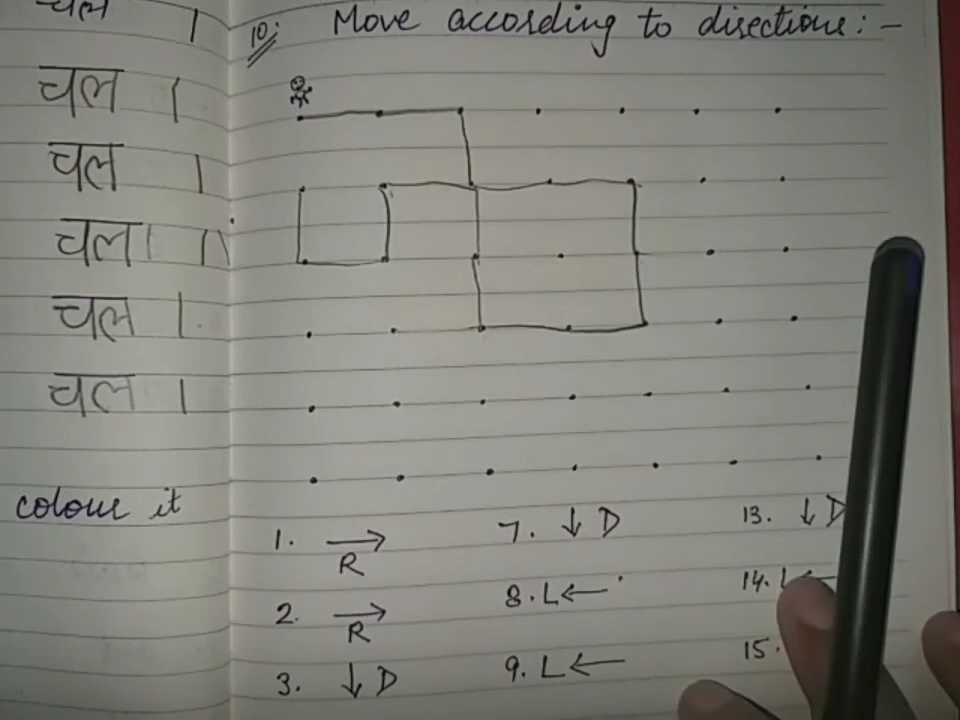 चल ।
चल ।
चल ।
चल ।
चल ।
चल ।
colour it
10. Move according to directions:-
1. → R
2. → R
3. ↓ D
7. ↓ D
8. L ←
9. L ←
13. ↓ D
14. L ←
15.